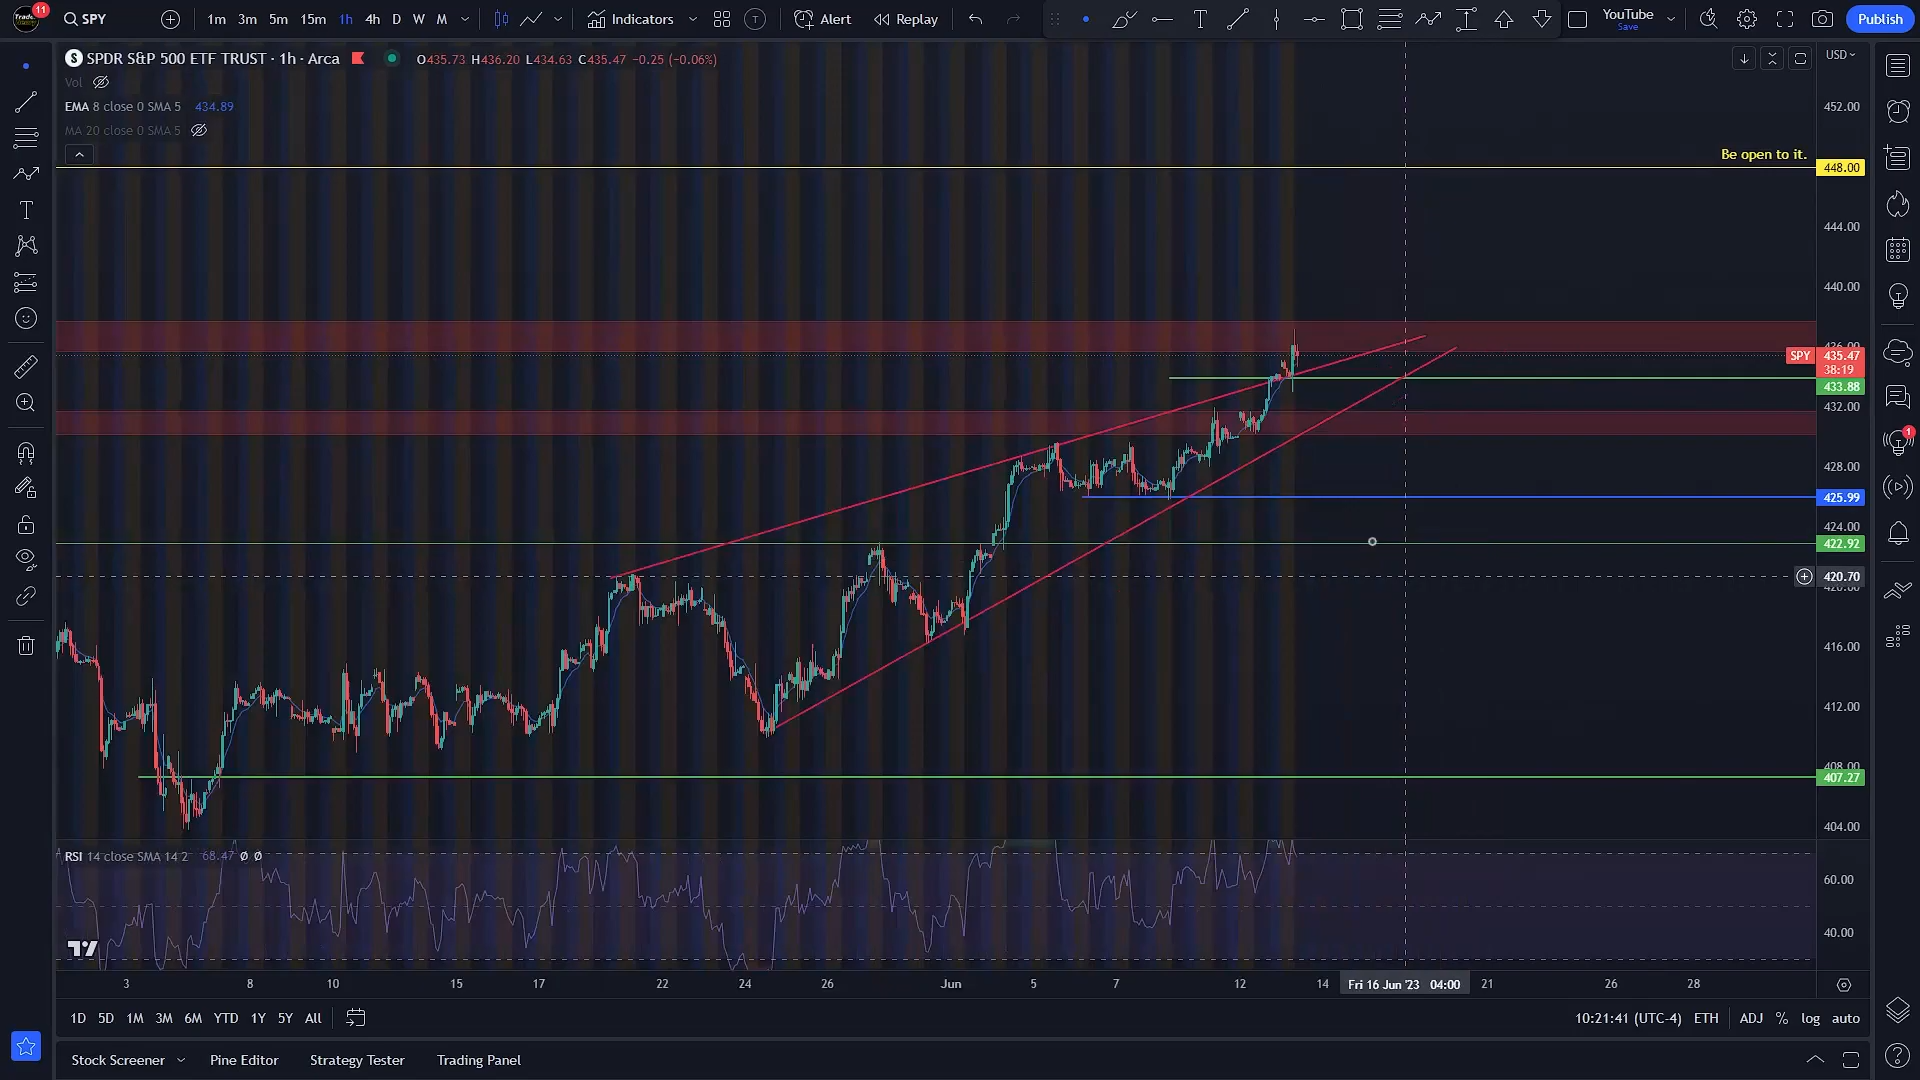 11
SPY
1m 3m 5m 15m 1h 4h D W M
Indicators
T
Alert
Replay
T
YouTube
Save
Publish
S SPDR S&P 500 ETF TRUST · 1h · Arca
O435.73 H436.20 L434.63 C435.47 −0.25 (−0.06%)
USD
Vol
EMA 8 close 0 SMA 5 434.89
MA 20 close 0 SMA 5
452.00
Be open to it.
448.00
444.00
440.00
SPY 435.47
38:19
433.88
432.00
1
428.00
425.99
424.00
422.92
420.70
416.00
412.00
408.00
407.27
404.00
RSI 14 close SMA 14 2 68.47 Ø Ø
60.00
40.00
3 8 10 15 17 22 24 26 Jun 5 7 12 14 Fri 16 Jun '23 04:00 21 26 28
1D 5D 1M 3M 6M YTD 1Y 5Y All
10:21:41 (UTC-4) ETH ADJ % log auto
Stock Screener Pine Editor Strategy Tester Trading Panel